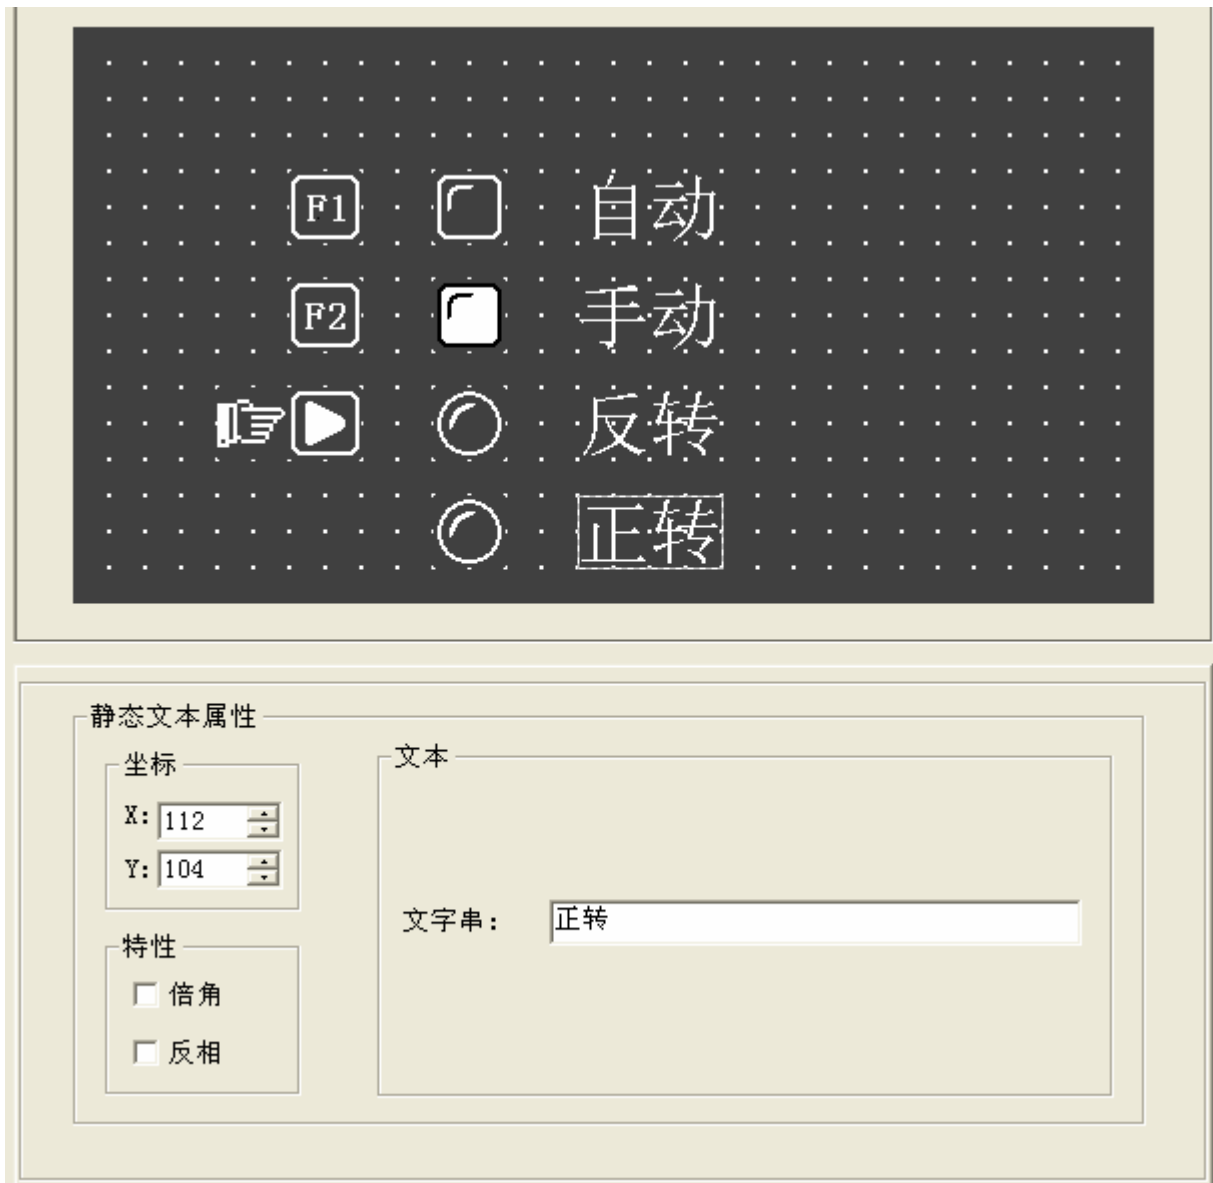 F1 自动
F2 手动
反转
正转
静态文本属性
坐标
X: 112
Y: 104
特性
倍角
反相
文本
文字串: 正转